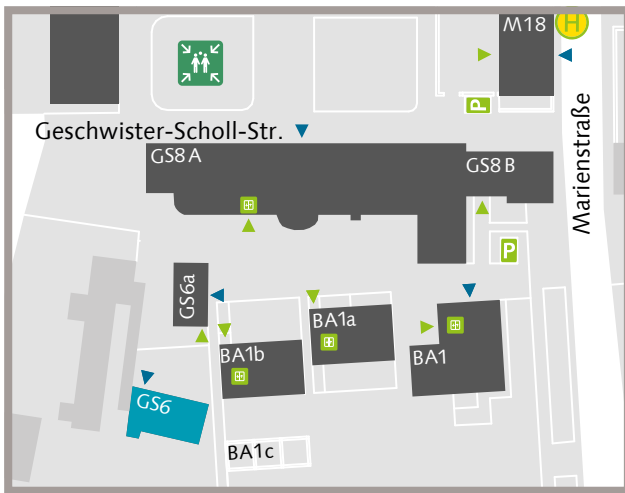 M18
H
P
Geschwister-Scholl-Str.
GS8 A
GS8 B
Marienstraße
P
GS6a
BA1a
BA1b
BA1
GS6
BA1c